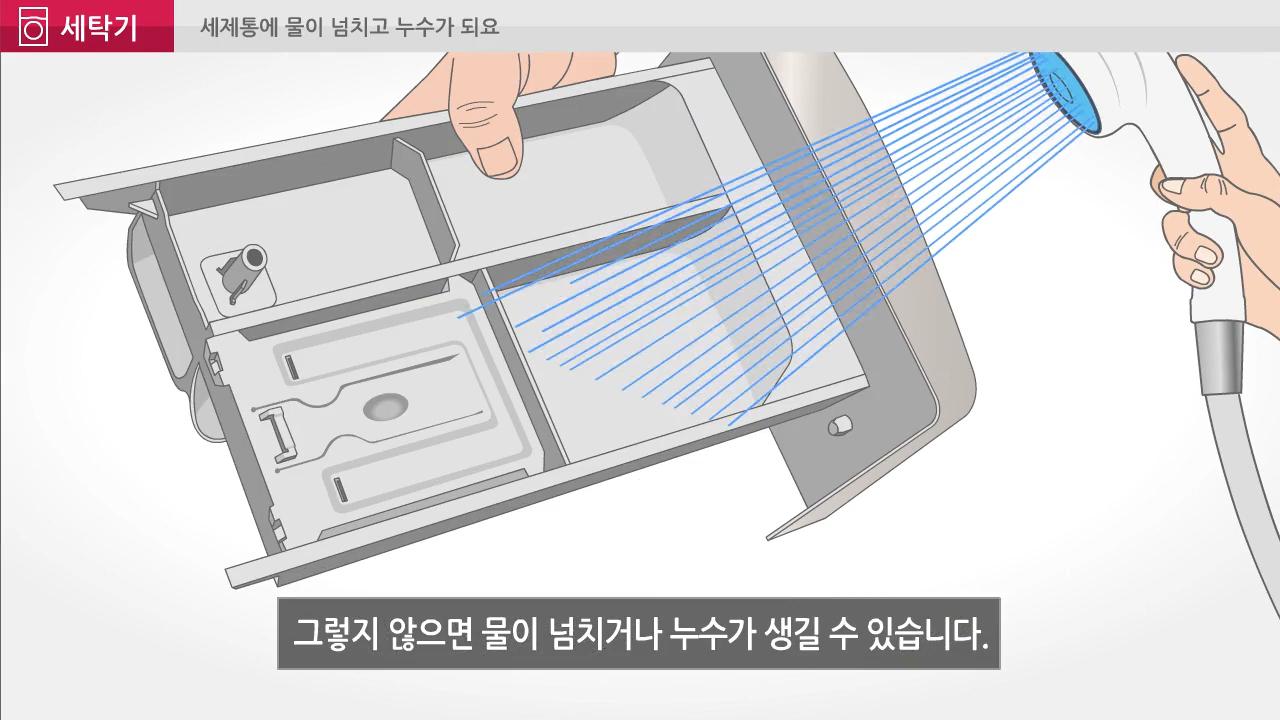 세탁기
세제통에 물이 넘치고 누수가 되요
그렇지 않으면 물이 넘치거나 누수가 생길 수 있습니다.